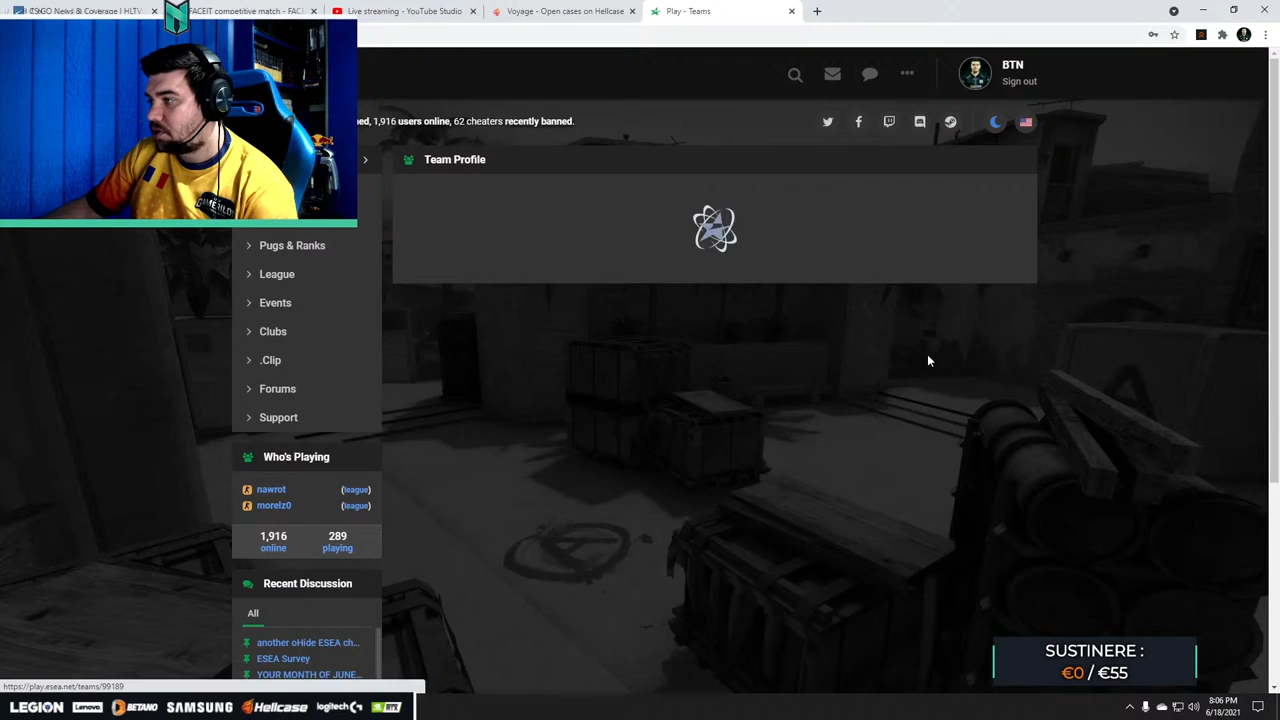 CS:GO News & Coverage | HLTV
FACEIT competitive match - FACE
Live streaming - YouTube Studio
Voyage - Open cases on Hellcase
Play - Teams
BTN
Sign out
1,916 users online, 62 cheaters recently banned.
Team Profile
Pugs & Ranks
League
Events
Clubs
.Clip
Forums
Support
Who's Playing
nawrot (league)
morelz0 (league)
1,916 289
online playing
Recent Discussion
All
another oHide ESEA ch...
ESEA Survey
YOUR MONTH OF JUNE...
https://play.esea.net/teams/99189
SUSTINERE :
€0 / €55
LEGION Lenovo BETANO SAMSUNG Hellcase logitech G RTX
8:06 PM
6/18/2021